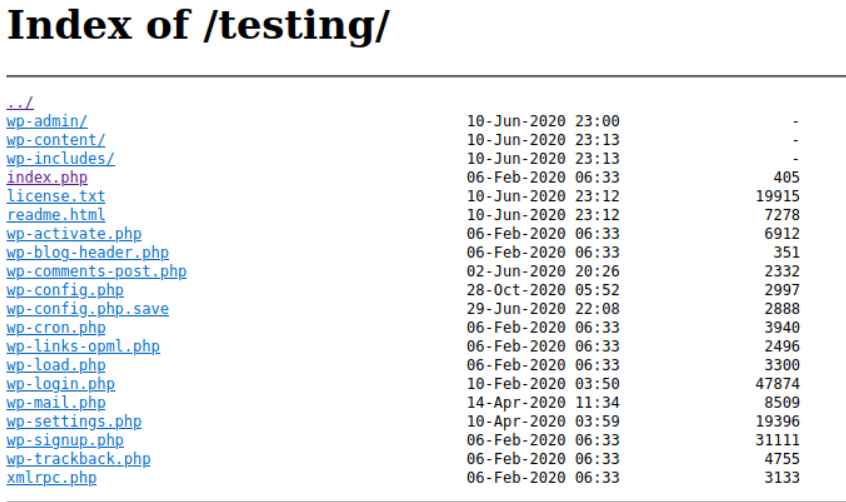 Index of /testing/
../
wp-admin/ 10-Jun-2020 23:00 -
wp-content/ 10-Jun-2020 23:13 -
wp-includes/ 10-Jun-2020 23:13 -
index.php 06-Feb-2020 06:33 405
license.txt 10-Jun-2020 23:12 19915
readme.html 10-Jun-2020 23:12 7278
wp-activate.php 06-Feb-2020 06:33 6912
wp-blog-header.php 06-Feb-2020 06:33 351
wp-comments-post.php 02-Jun-2020 20:26 2332
wp-config.php 28-Oct-2020 05:52 2997
wp-config.php.save 29-Jun-2020 22:08 2888
wp-cron.php 06-Feb-2020 06:33 3940
wp-links-opml.php 06-Feb-2020 06:33 2496
wp-load.php 06-Feb-2020 06:33 3300
wp-login.php 10-Feb-2020 03:50 47874
wp-mail.php 14-Apr-2020 11:34 8509
wp-settings.php 10-Apr-2020 03:59 19396
wp-signup.php 06-Feb-2020 06:33 31111
wp-trackback.php 06-Feb-2020 06:33 4755
xmlrpc.php 06-Feb-2020 06:33 3133